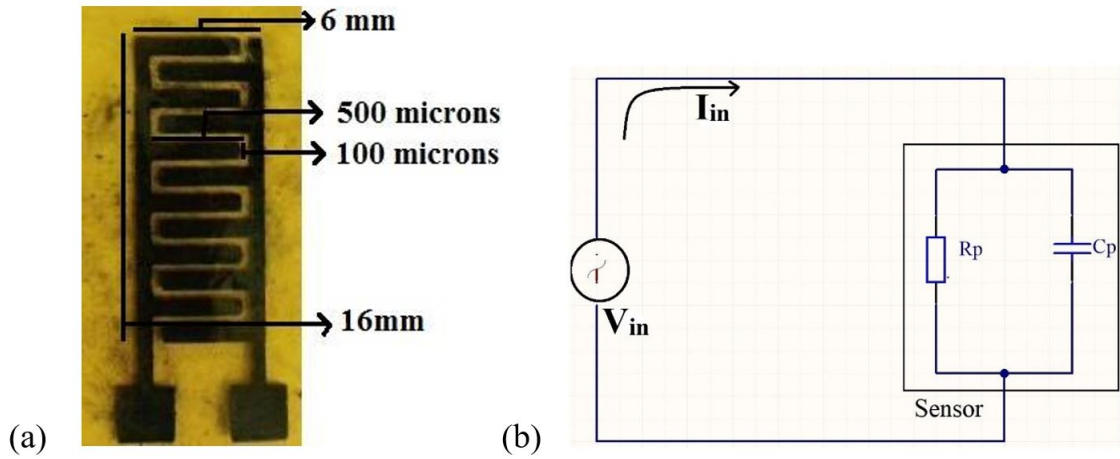 6 mm
500 microns
100 microns
16mm
(a)
Iin
Vin
Rp
Cp
Sensor
(b)